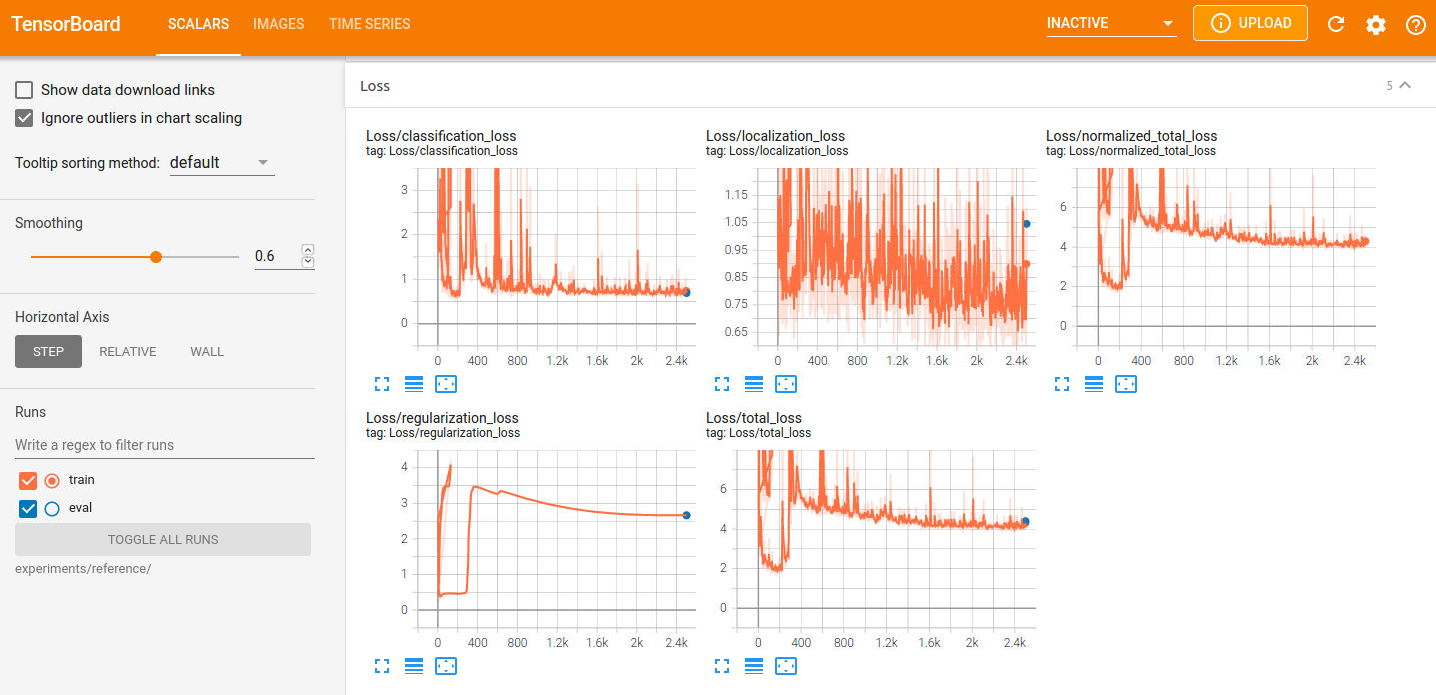 TensorBoard SCALARS IMAGES TIME SERIES INACTIVE UPLOAD
Show data download links
Ignore outliers in chart scaling
Tooltip sorting method: default
Smoothing
0.6
Horizontal Axis
STEP RELATIVE WALL
Runs
Write a regex to filter runs
train
eval
TOGGLE ALL RUNS
experiments/reference/
Loss 5
Loss/classification_loss
tag: Loss/classification_loss
3
2
1
0
0 400 800 1.2k 1.6k 2k 2.4k
Loss/localization_loss
tag: Loss/localization_loss
1.15
1.05
0.95
0.85
0.75
0.65
0 400 800 1.2k 1.6k 2k 2.4k
Loss/normalized_total_loss
tag: Loss/normalized_total_loss
6
4
2
0
0 400 800 1.2k 1.6k 2k 2.4k
Loss/regularization_loss
tag: Loss/regularization_loss
4
3
2
1
0
0 400 800 1.2k 1.6k 2k 2.4k
Loss/total_loss
tag: Loss/total_loss
6
4
2
0
0 400 800 1.2k 1.6k 2k 2.4k